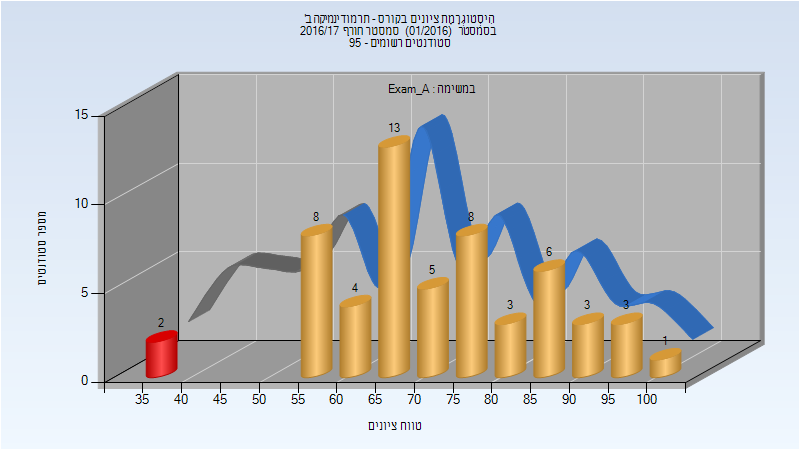 היסטוגרמת ציונים בקורס - תרמודינמיקה ב'
בסמסטר (01/2016) סמסטר חורף 2016/17
סטודנטים רשומים - 95
במשימה : Exam_A
מספר סטודנטים
15
10
5
0
2
8
4
13
5
8
3
6
3
3
1
35 40 45 50 55 60 65 70 75 80 85 90 95 100
טווח ציונים